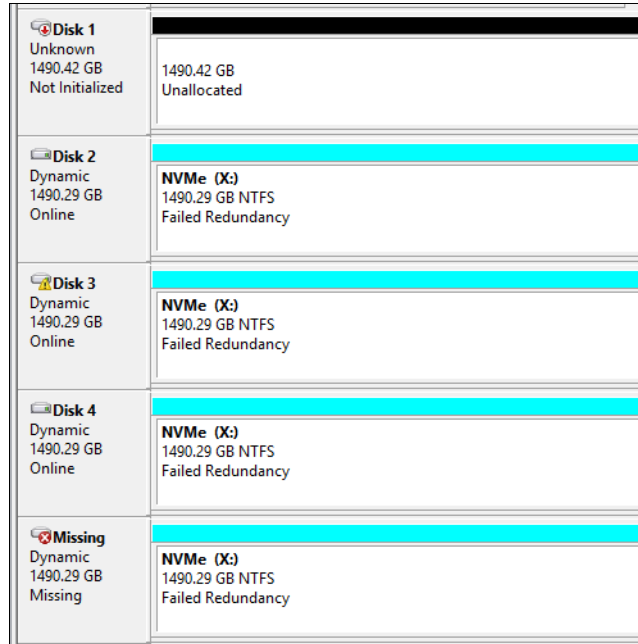 Disk 1
Unknown
1490.42 GB
Not Initialized
1490.42 GB
Unallocated
Disk 2
Dynamic
1490.29 GB
Online
NVMe (X:)
1490.29 GB NTFS
Failed Redundancy
Disk 3
Dynamic
1490.29 GB
Online
NVMe (X:)
1490.29 GB NTFS
Failed Redundancy
Disk 4
Dynamic
1490.29 GB
Online
NVMe (X:)
1490.29 GB NTFS
Failed Redundancy
Missing
Dynamic
1490.29 GB
Missing
NVMe (X:)
1490.29 GB NTFS
Failed Redundancy